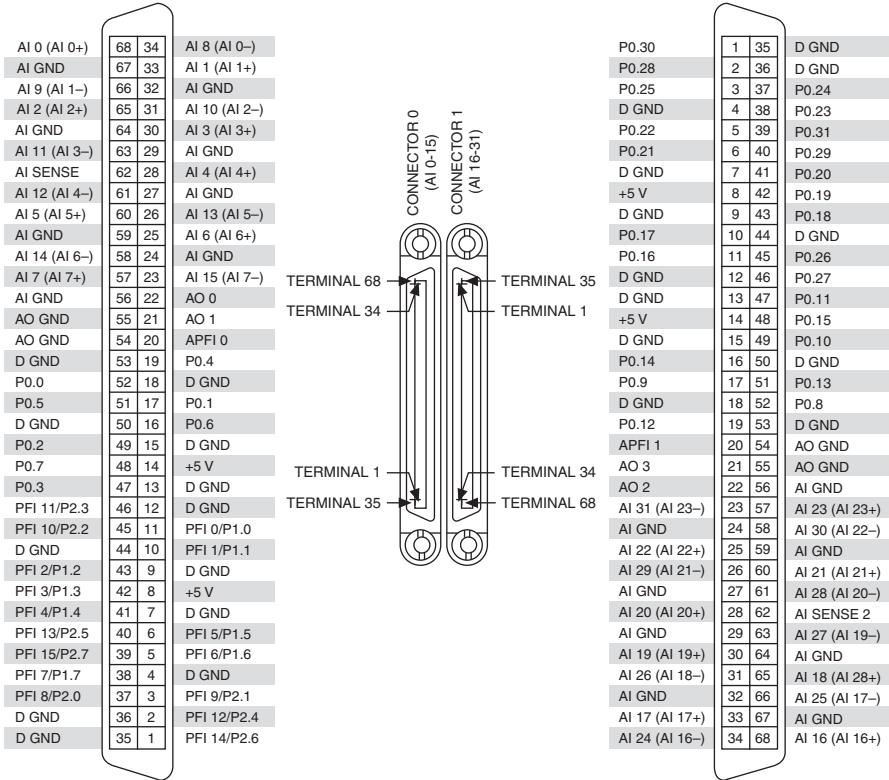 AI 0 (AI 0+) 68 34 AI 8 (AI 0–)
AI GND 67 33 AI 1 (AI 1+)
AI 9 (AI 1–) 66 32 AI GND
AI 2 (AI 2+) 65 31 AI 10 (AI 2–)
AI GND 64 30 AI 3 (AI 3+)
AI 11 (AI 3–) 63 29 AI GND
AI SENSE 62 28 AI 4 (AI 4+)
AI 12 (AI 4–) 61 27 AI GND
AI 5 (AI 5+) 60 26 AI 13 (AI 5–)
AI GND 59 25 AI 6 (AI 6+)
AI 14 (AI 6–) 58 24 AI GND
AI 7 (AI 7+) 57 23 AI 15 (AI 7–)
AI GND 56 22 AO 0
AO GND 55 21 AO 1
AO GND 54 20 APFI 0
D GND 53 19 P0.4
P0.0 52 18 D GND
P0.5 51 17 P0.1
D GND 50 16 P0.6
P0.2 49 15 D GND
P0.7 48 14 +5 V
P0.3 47 13 D GND
PFI 11/P2.3 46 12 D GND
PFI 10/P2.2 45 11 PFI 0/P1.0
D GND 44 10 PFI 1/P1.1
PFI 2/P1.2 43 9 D GND
PFI 3/P1.3 42 8 +5 V
PFI 4/P1.4 41 7 D GND
PFI 13/P2.5 40 6 PFI 5/P1.5
PFI 15/P2.7 39 5 PFI 6/P1.6
PFI 7/P1.7 38 4 D GND
PFI 8/P2.0 37 3 PFI 9/P2.1
D GND 36 2 PFI 12/P2.4
D GND 35 1 PFI 14/P2.6
CONNECTOR 0
(AI 0-15)
CONNECTOR 1
(AI 16-31)
TERMINAL 68
TERMINAL 35
TERMINAL 34
TERMINAL 1
TERMINAL 1
TERMINAL 34
TERMINAL 35
TERMINAL 68
P0.30 1 35 D GND
P0.28 2 36 D GND
P0.25 3 37 P0.24
D GND 4 38 P0.23
P0.22 5 39 P0.31
P0.21 6 40 P0.29
D GND 7 41 P0.20
+5 V 8 42 P0.19
D GND 9 43 P0.18
P0.17 10 44 D GND
P0.16 11 45 P0.26
D GND 12 46 P0.27
D GND 13 47 P0.11
+5 V 14 48 P0.15
D GND 15 49 P0.10
P0.14 16 50 D GND
P0.9 17 51 P0.13
D GND 18 52 P0.8
P0.12 19 53 D GND
APFI 1 20 54 AO GND
AO 3 21 55 AO GND
AO 2 22 56 AI GND
AI 31 (AI 23–) 23 57 AI 23 (AI 23+)
AI GND 24 58 AI 30 (AI 22–)
AI 22 (AI 22+) 25 59 AI GND
AI 29 (AI 21–) 26 60 AI 21 (AI 21+)
AI GND 27 61 AI 28 (AI 20–)
AI 20 (AI 20+) 28 62 AI SENSE 2
AI GND 29 63 AI 27 (AI 19–)
AI 19 (AI 19+) 30 64 AI GND
AI 26 (AI 18–) 31 65 AI 18 (AI 28+)
AI GND 32 66 AI 25 (AI 17–)
AI 17 (AI 17+) 33 67 AI GND
AI 24 (AI 16–) 34 68 AI 16 (AI 16+)